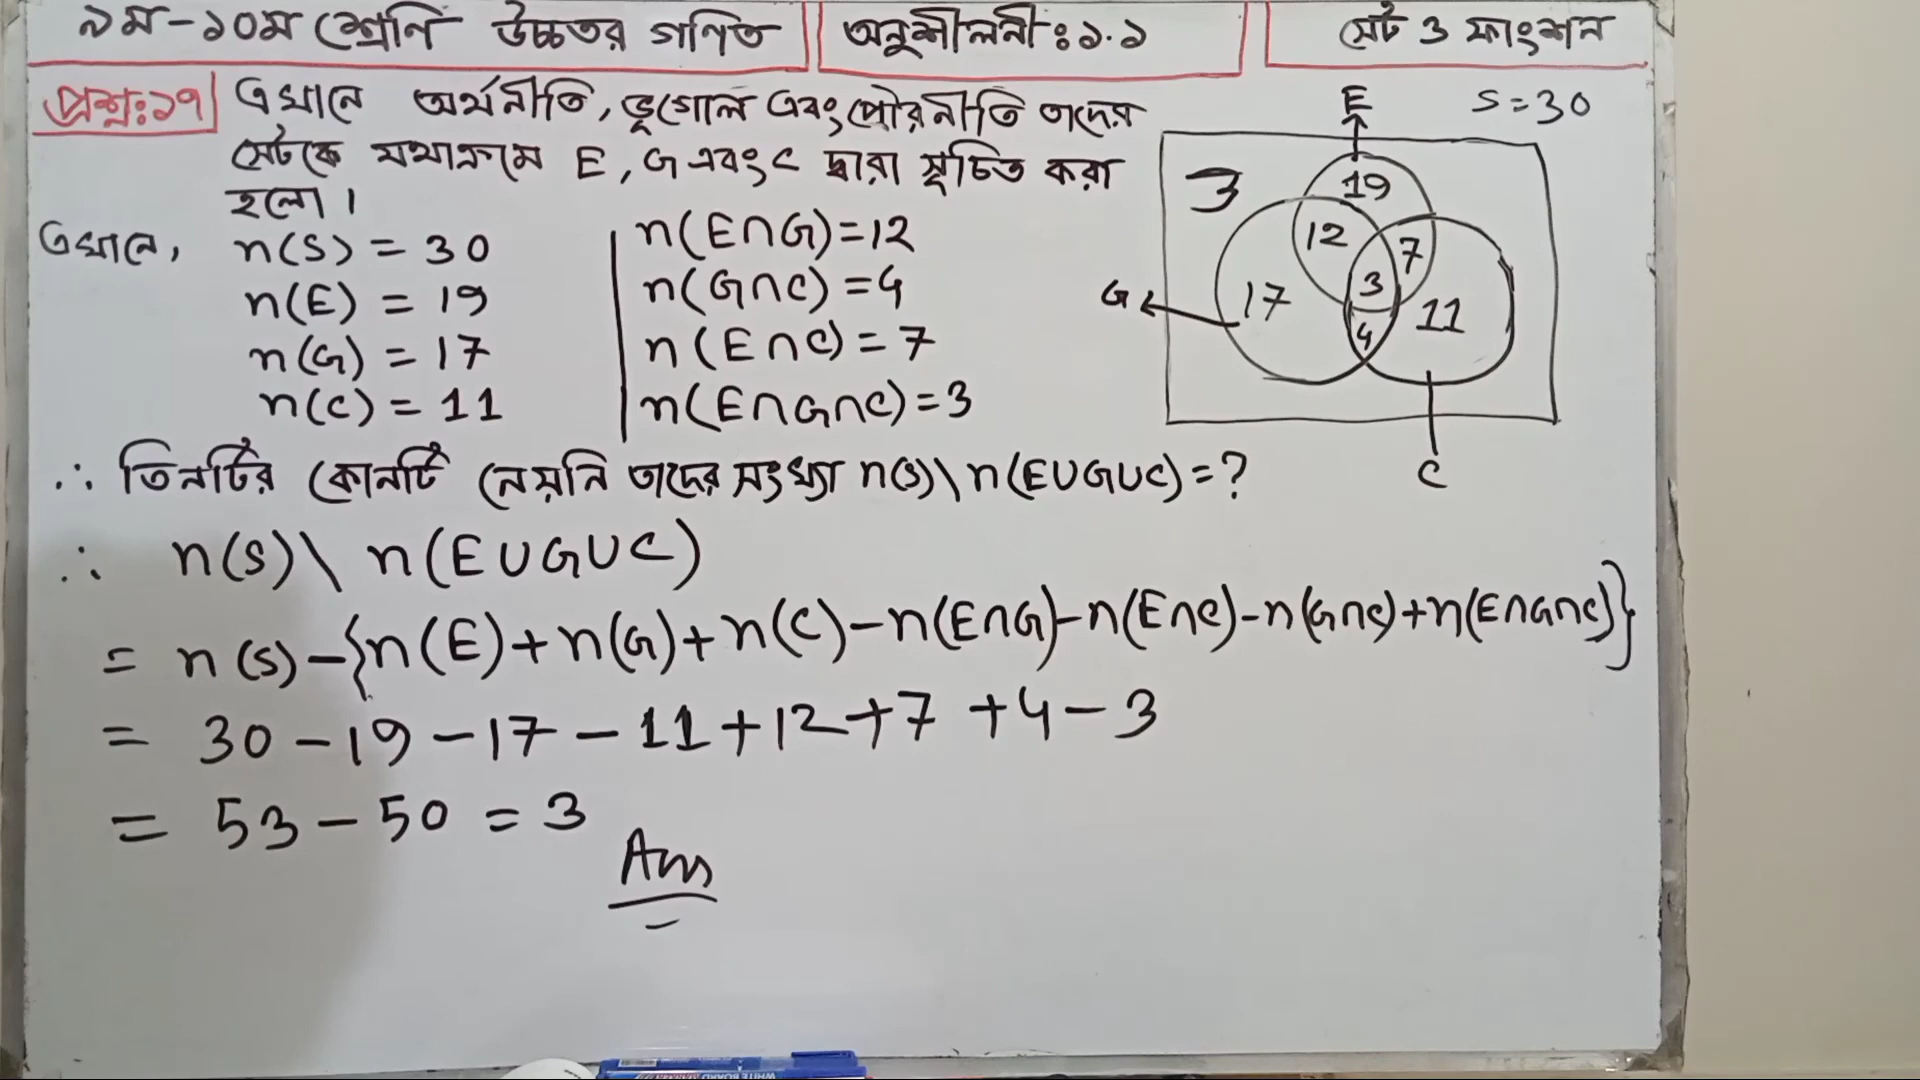 ৯ম-১০ম শ্রেণি উচ্চতর গণিত অনুশীলনী: ১.১ সেট ও ফাংশন
প্রশ্ন:১৭ এখানে অর্থনীতি, ভূগোল এবং পৌরনীতি তাদের
সেটকে যথাক্রমে E, G এবং C দ্বারা সূচিত করা
হলো।
এখানে, n(S) = 30
n(E) = 19
n(G) = 17
n(C) = 11
n(E∩G)=12
n(G∩C)=4
n(E∩C)=7
n(E∩G∩C)=3
E
S=30
3
19
12
7
3
G
17
11
4
C
∴ তিনটির কোনটি নেয়নি তাদের সংখ্যা n(S)\n(E∪G∪C)=?
∴ n(S)\ n(E∪G∪C)
= n(S)-{n(E)+n(G)+n(C)-n(E∩G)-n(E∩C)-n(G∩C)+n(E∩G∩C)}
= 30-19-17-11+12+7+4-3
= 53-50 = 3
Ans
WHITE BOARD